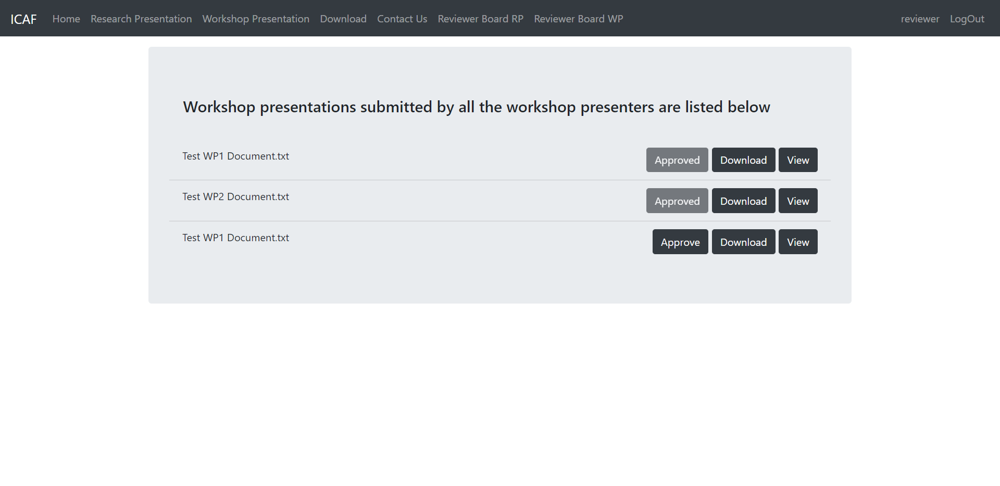 ICAF Home Research Presentation Workshop Presentation Download Contact Us Reviewer Board RP Reviewer Board WP reviewer LogOut
Workshop presentations submitted by all the workshop presenters are listed below
Test WP1 Document.txt Approved Download View
Test WP2 Document.txt Approved Download View
Test WP1 Document.txt Approve Download View